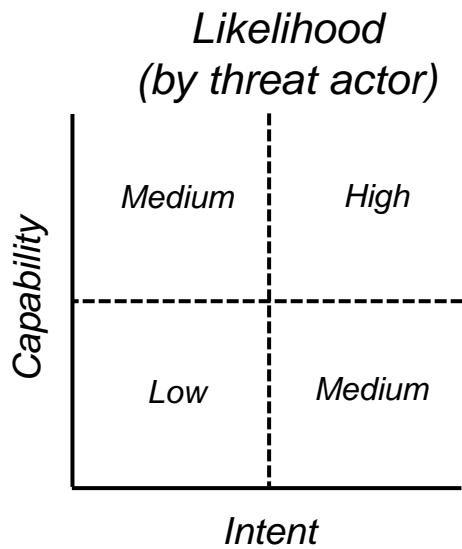 Likelihood
(by threat actor)
Medium
High
Capability
Low
Medium
Intent